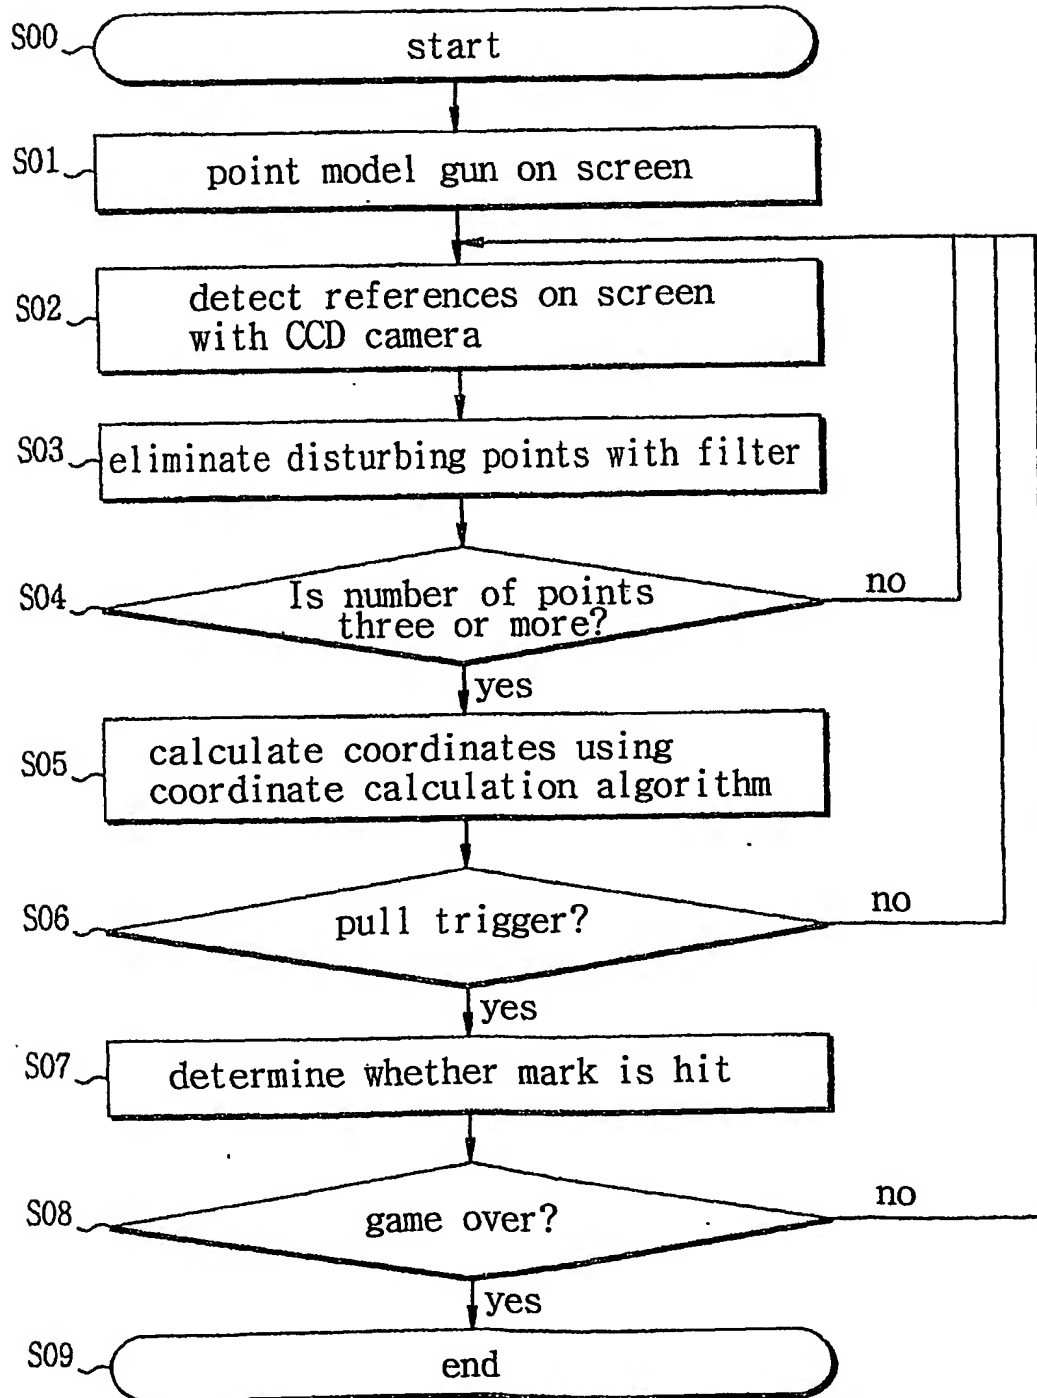 S00
start
S01
point model gun on screen
S02
detect references on screen
with CCD camera
S03
eliminate disturbing points with filter
S04
Is number of points
three or more?
no
yes
S05
calculate coordinates using
coordinate calculation algorithm
S06
pull trigger?
no
yes
S07
determine whether mark is hit
S08
game over?
no
yes
S09
end